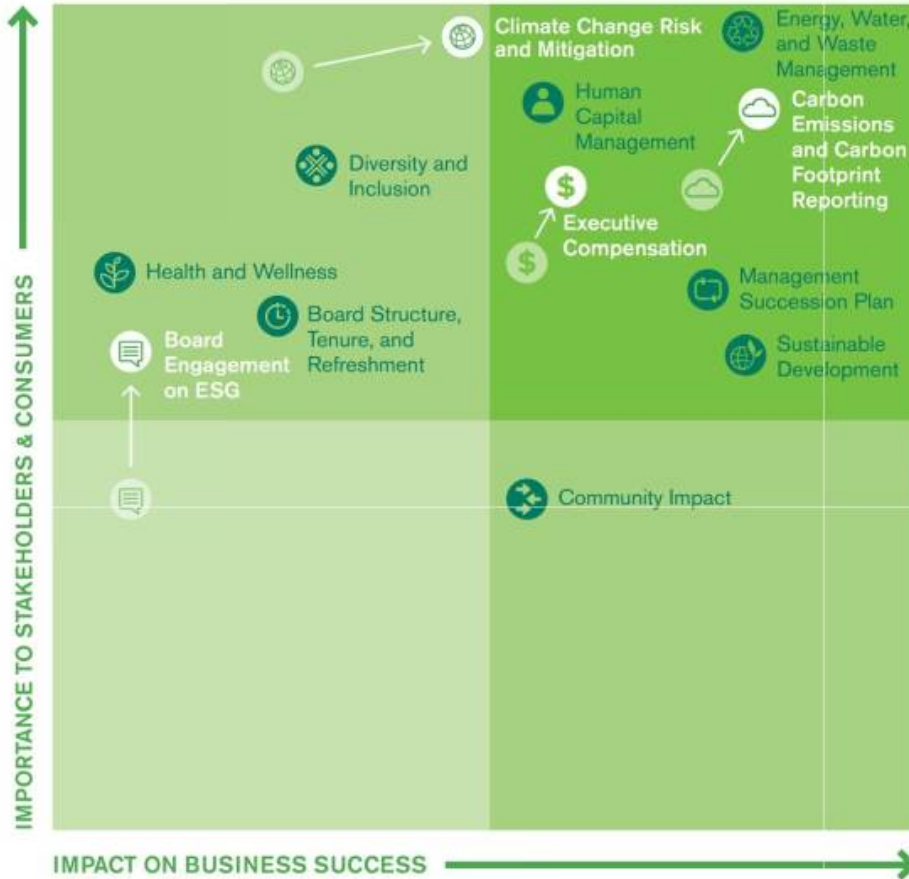 IMPORTANCE TO STAKEHOLDERS & CONSUMERS
Climate Change Risk
and Mitigation
Energy, Water,
and Waste
Management
Human
Capital
Management
Carbon
Emissions
and Carbon
Footprint
Reporting
Diversity and
Inclusion
$
Executive
Compensation
$
Health and Wellness
Management
Succession Plan
Board Structure,
Tenure, and
Refreshment
Board
Engagement
on ESG
Sustainable
Development
Community Impact
IMPACT ON BUSINESS SUCCESS